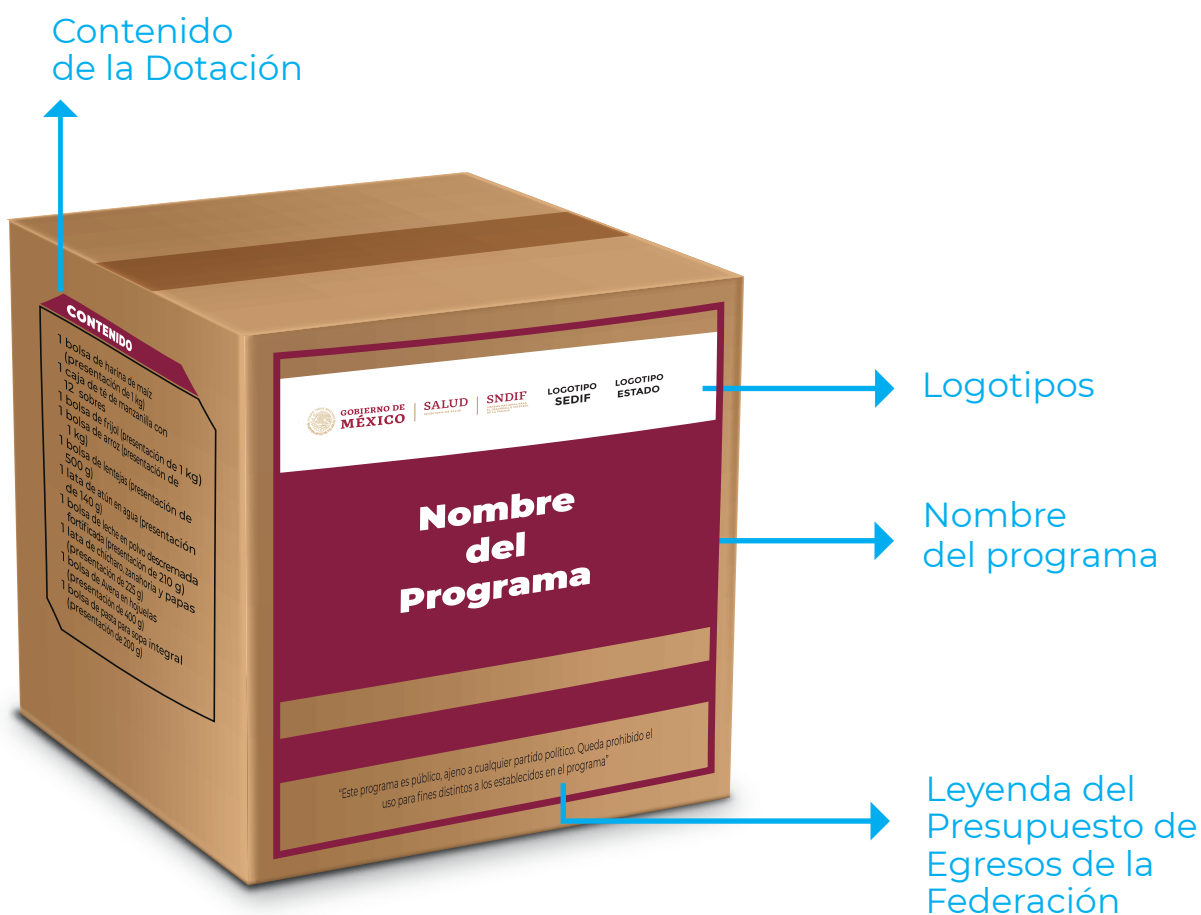 Contenido
de la Dotación
CONTENIDO
1 bolsa de harina de maíz
(presentación de 1 kg)
1 caja de té de manzanilla con
12 sobres
1 bolsa de frijol (presentación de 1 kg)
1 bolsa de arroz (presentación de
1 kg)
1 bolsa de lentejas (presentación de
500 g)
1 lata de atún en agua (presentación
de 140 g)
1 bolsa de leche en polvo descremada
fortificada (presentación de 210 g)
1 lata de chícharo, zanahoria y papas
(presentación de 225 g)
1 bolsa de Avena en hojuelas
(presentación de 400 g)
1 bolsa de pasta para sopa integral
(presentación de 200 g)
GOBIERNO DE
MÉXICO
SALUD
SNDIF
LOGOTIPO
SEDIF
LOGOTIPO
ESTADO
Logotipos
Nombre
del
Programa
Nombre
del programa
"Este programa es público, ajeno a cualquier partido político. Queda prohibido el
uso para fines distintos a los establecidos en el programa"
Leyenda del
Presupuesto de
Egresos de la
Federación